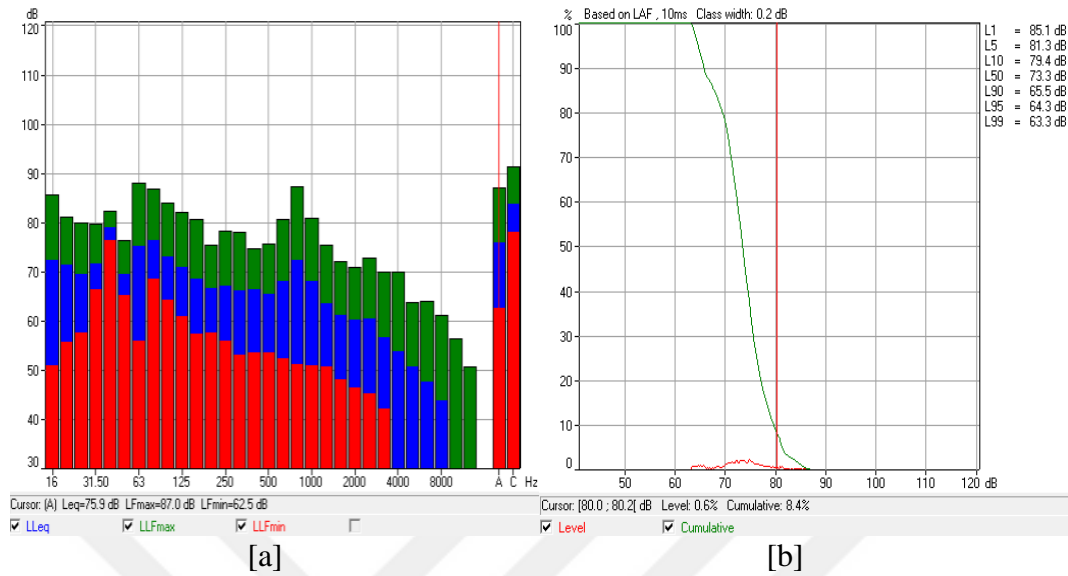 dB
120
110
100
90
80
70
60
50
40
30
16 31.50 63 125 250 500 1000 2000 4000 8000 A C Hz
Cursor: (A) Leq=75.9 dB LFmax=87.0 dB LFmin=62.5 dB
LLeq LLFmax LLFmin
[a]
% Based on LAF , 10ms Class width: 0.2 dB
100
90
80
70
60
50
40
30
20
10
0
50 60 70 80 90 100 110 120 dB
L1 = 85.1 dB
L5 = 81.3 dB
L10 = 79.4 dB
L50 = 73.3 dB
L90 = 65.5 dB
L95 = 64.3 dB
L99 = 63.3 dB
Cursor: [80.0 ; 80.2[ dB Level: 0.6% Cumulative: 8.4%
Level Cumulative
[b]